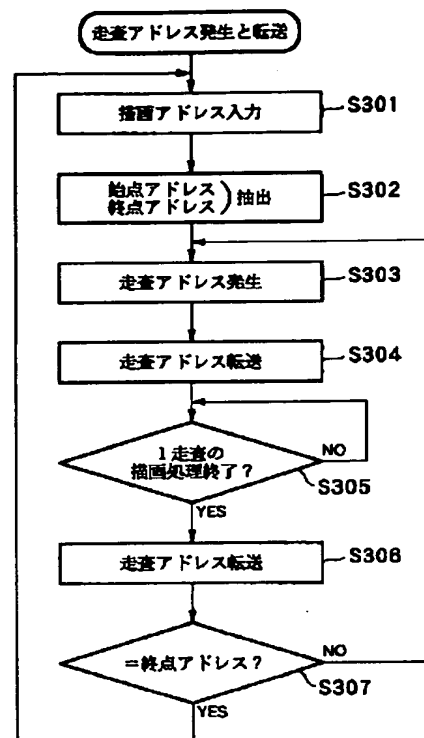 走査アドレス発生と転送
描画アドレス入力
S301
始点アドレス
終点アドレス
)抽出
S302
走査アドレス発生
S303
走査アドレス転送
S304
1走査の
描画処理終了?
NO
S305
YES
走査アドレス転送
S306
=終点アドレス?
NO
S307
YES